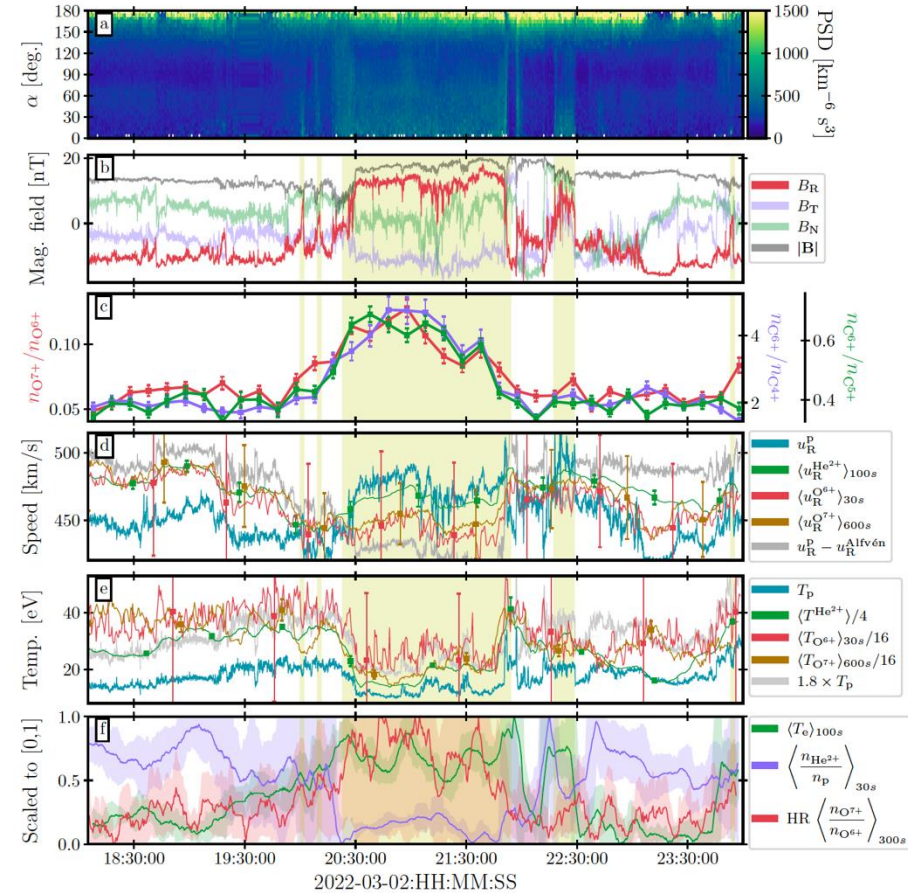 a
180
150
120
90
60
30
0
α [deg.]
1500
1000
500
0
PSD [km⁻⁶ s³]
b
20
0
Mag. field [nT]
B_R
B_T
B_N
|B|
c
0.10
0.05
n_O⁷⁺/n_O⁶⁺
4
2
n_C⁶⁺/n_C⁴⁺
0.6
0.4
n_C⁶⁺/n_C⁵⁺
d
500
450
Speed [km/s]
u_R^p
⟨u_R^He²⁺⟩_100s
⟨u_R^O⁶⁺⟩_30s
⟨u_R^O⁷⁺⟩_600s
u_R^p − u_R^Alfvén
e
60
40
20
Temp. [eV]
T_p
⟨T^He²⁺⟩/4
⟨T_O⁶⁺⟩_30s/16
⟨T_O⁷⁺⟩_600s/16
1.8 × T_p
f
1.0
0.5
0.0
Scaled to [0,1]
⟨T_e⟩_100s
⟨n_He²⁺/n_p⟩_30s
HR ⟨n_O⁷⁺/n_O⁶⁺⟩_300s
18:30:00 19:30:00 20:30:00 21:30:00 22:30:00 23:30:00
2022-03-02:HH:MM:SS